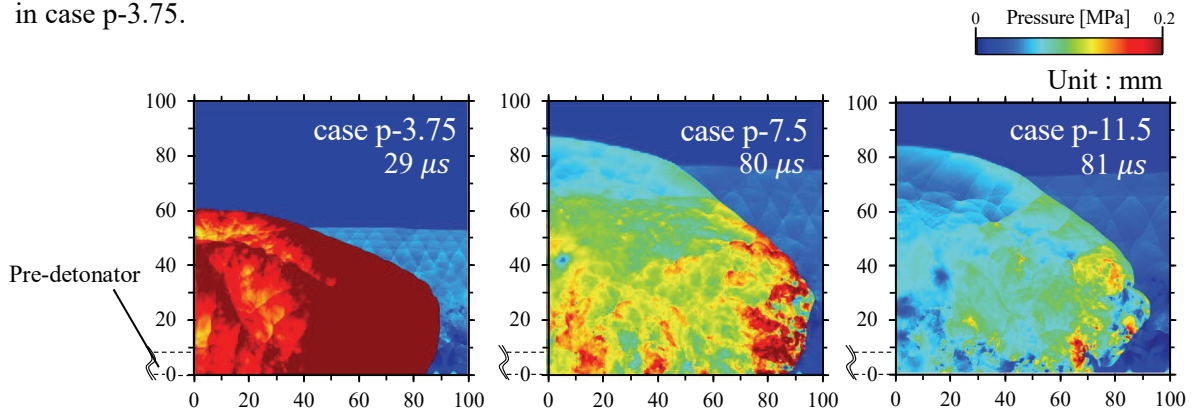 in case p-3.75.
0 Pressure [MPa] 0.2
Unit : mm
case p-3.75
29 μs
case p-7.5
80 μs
case p-11.5
81 μs
Pre-detonator
100
80
60
40
20
0
0 20 40 60 80 100
100
80
60
40
20
0
0 20 40 60 80 100
100
80
60
40
20
0
0 20 40 60 80 100